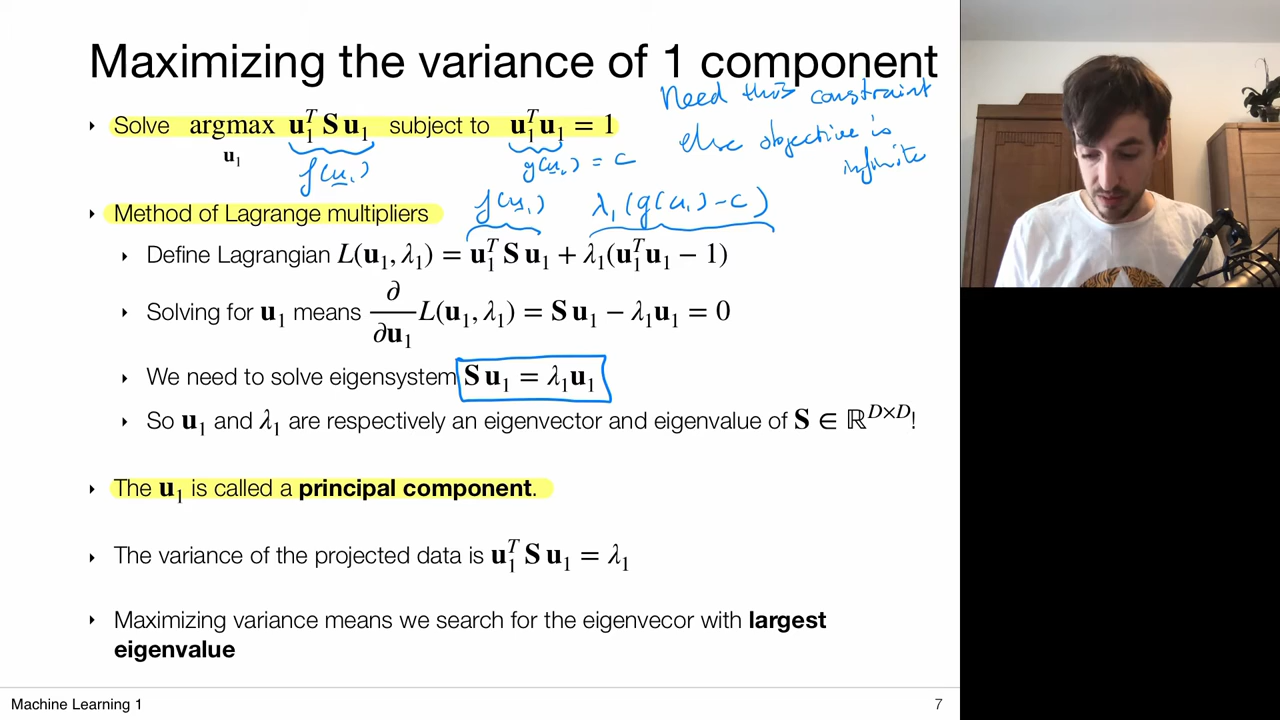 Maximizing the variance of 1 component
Need this constraint
‣ Solve argmax u₁ᵀ S u₁ subject to u₁ᵀu₁ = 1
u₁
else objective is
infinite
f(u₁) g(u₁) = c
‣ Method of Lagrange multipliers f(u₁) λ₁(g(u₁) - c)
‣ Define Lagrangian L(u₁, λ₁) = u₁ᵀ S u₁ + λ₁(u₁ᵀu₁ − 1)
‣ Solving for u₁ means ∂/∂u₁ L(u₁, λ₁) = S u₁ − λ₁u₁ = 0
‣ We need to solve eigensystem S u₁ = λ₁u₁
‣ So u₁ and λ₁ are respectively an eigenvector and eigenvalue of S ∈ ℝᴰ×ᴰ!
‣ The u₁ is called a principal component.
‣ The variance of the projected data is u₁ᵀ S u₁ = λ₁
‣ Maximizing variance means we search for the eigenvecor with largest
eigenvalue
Machine Learning 1
7